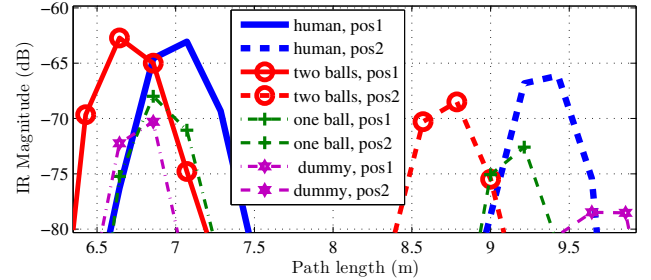 −60
−65
−70
−75
−80
IR Magnitude (dB)
human, pos1
human, pos2
two balls, pos1
two balls, pos2
one ball, pos1
one ball, pos2
dummy, pos1
dummy, pos2
6.5 7 7.5 8 8.5 9 9.5
Path length (m)